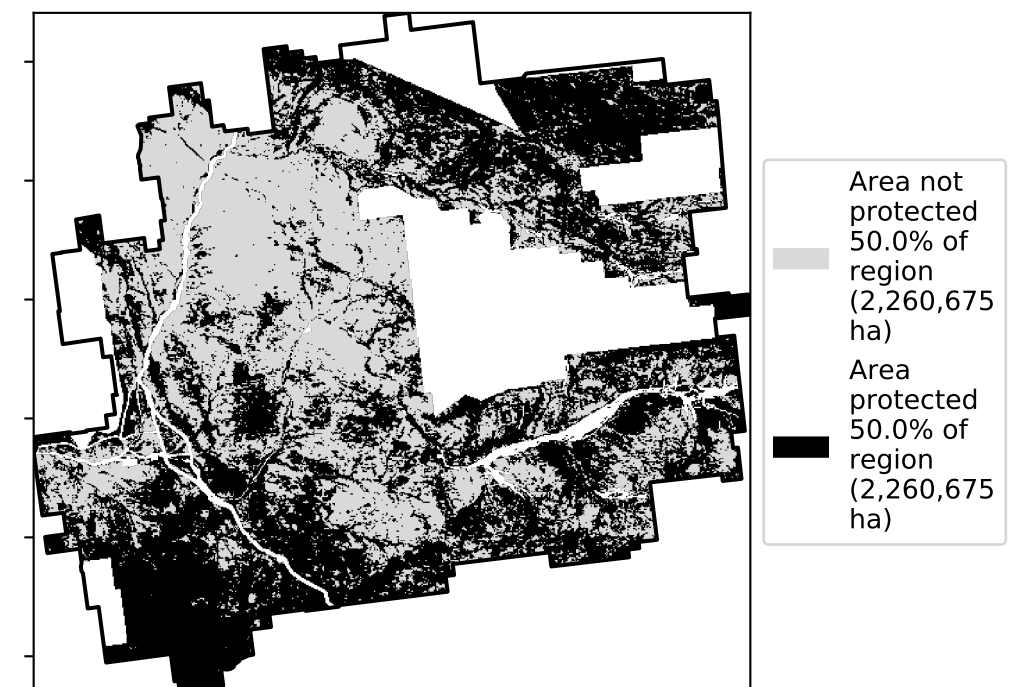 Area not
protected
50.0% of
region
(2,260,675
ha)
Area
protected
50.0% of
region
(2,260,675
ha)